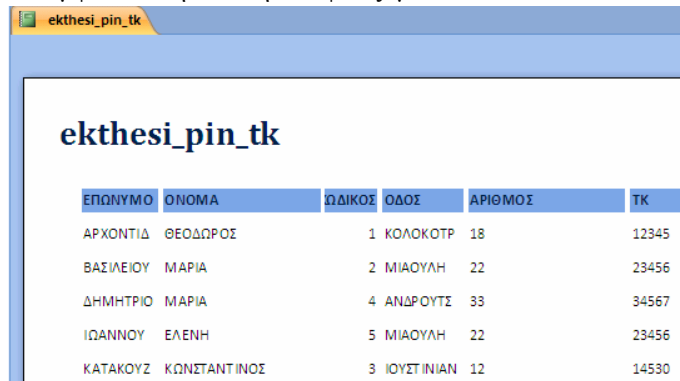 ekthesi_pin_tk
ekthesi_pin_tk
ΕΠΩΝΥΜΟ ΟΝΟΜΑ ΩΔΙΚΟΣ ΟΔΟΣ ΑΡΙΘΜΟΣ ΤΚ
ΑΡΧΟΝΤΙΔ ΘΕΟΔΩΡΟΣ 1 ΚΟΛΟΚΟΤΡ 18 12345
ΒΑΣΙΛΕΙΟΥ ΜΑΡΙΑ 2 ΜΙΑΟΥΛΗ 22 23456
ΔΗΜΗΤΡΙΟ ΜΑΡΙΑ 4 ΑΝΔΡΟΥΤΣ 33 34567
ΙΩΑΝΝΟΥ ΕΛΕΝΗ 5 ΜΙΑΟΥΛΗ 22 23456
ΚΑΤΑΚΟΥΖ ΚΩΝΣΤΑΝΤΙΝΟΣ 3 ΙΟΥΣΤΙΝΙΑΝ 12 14530